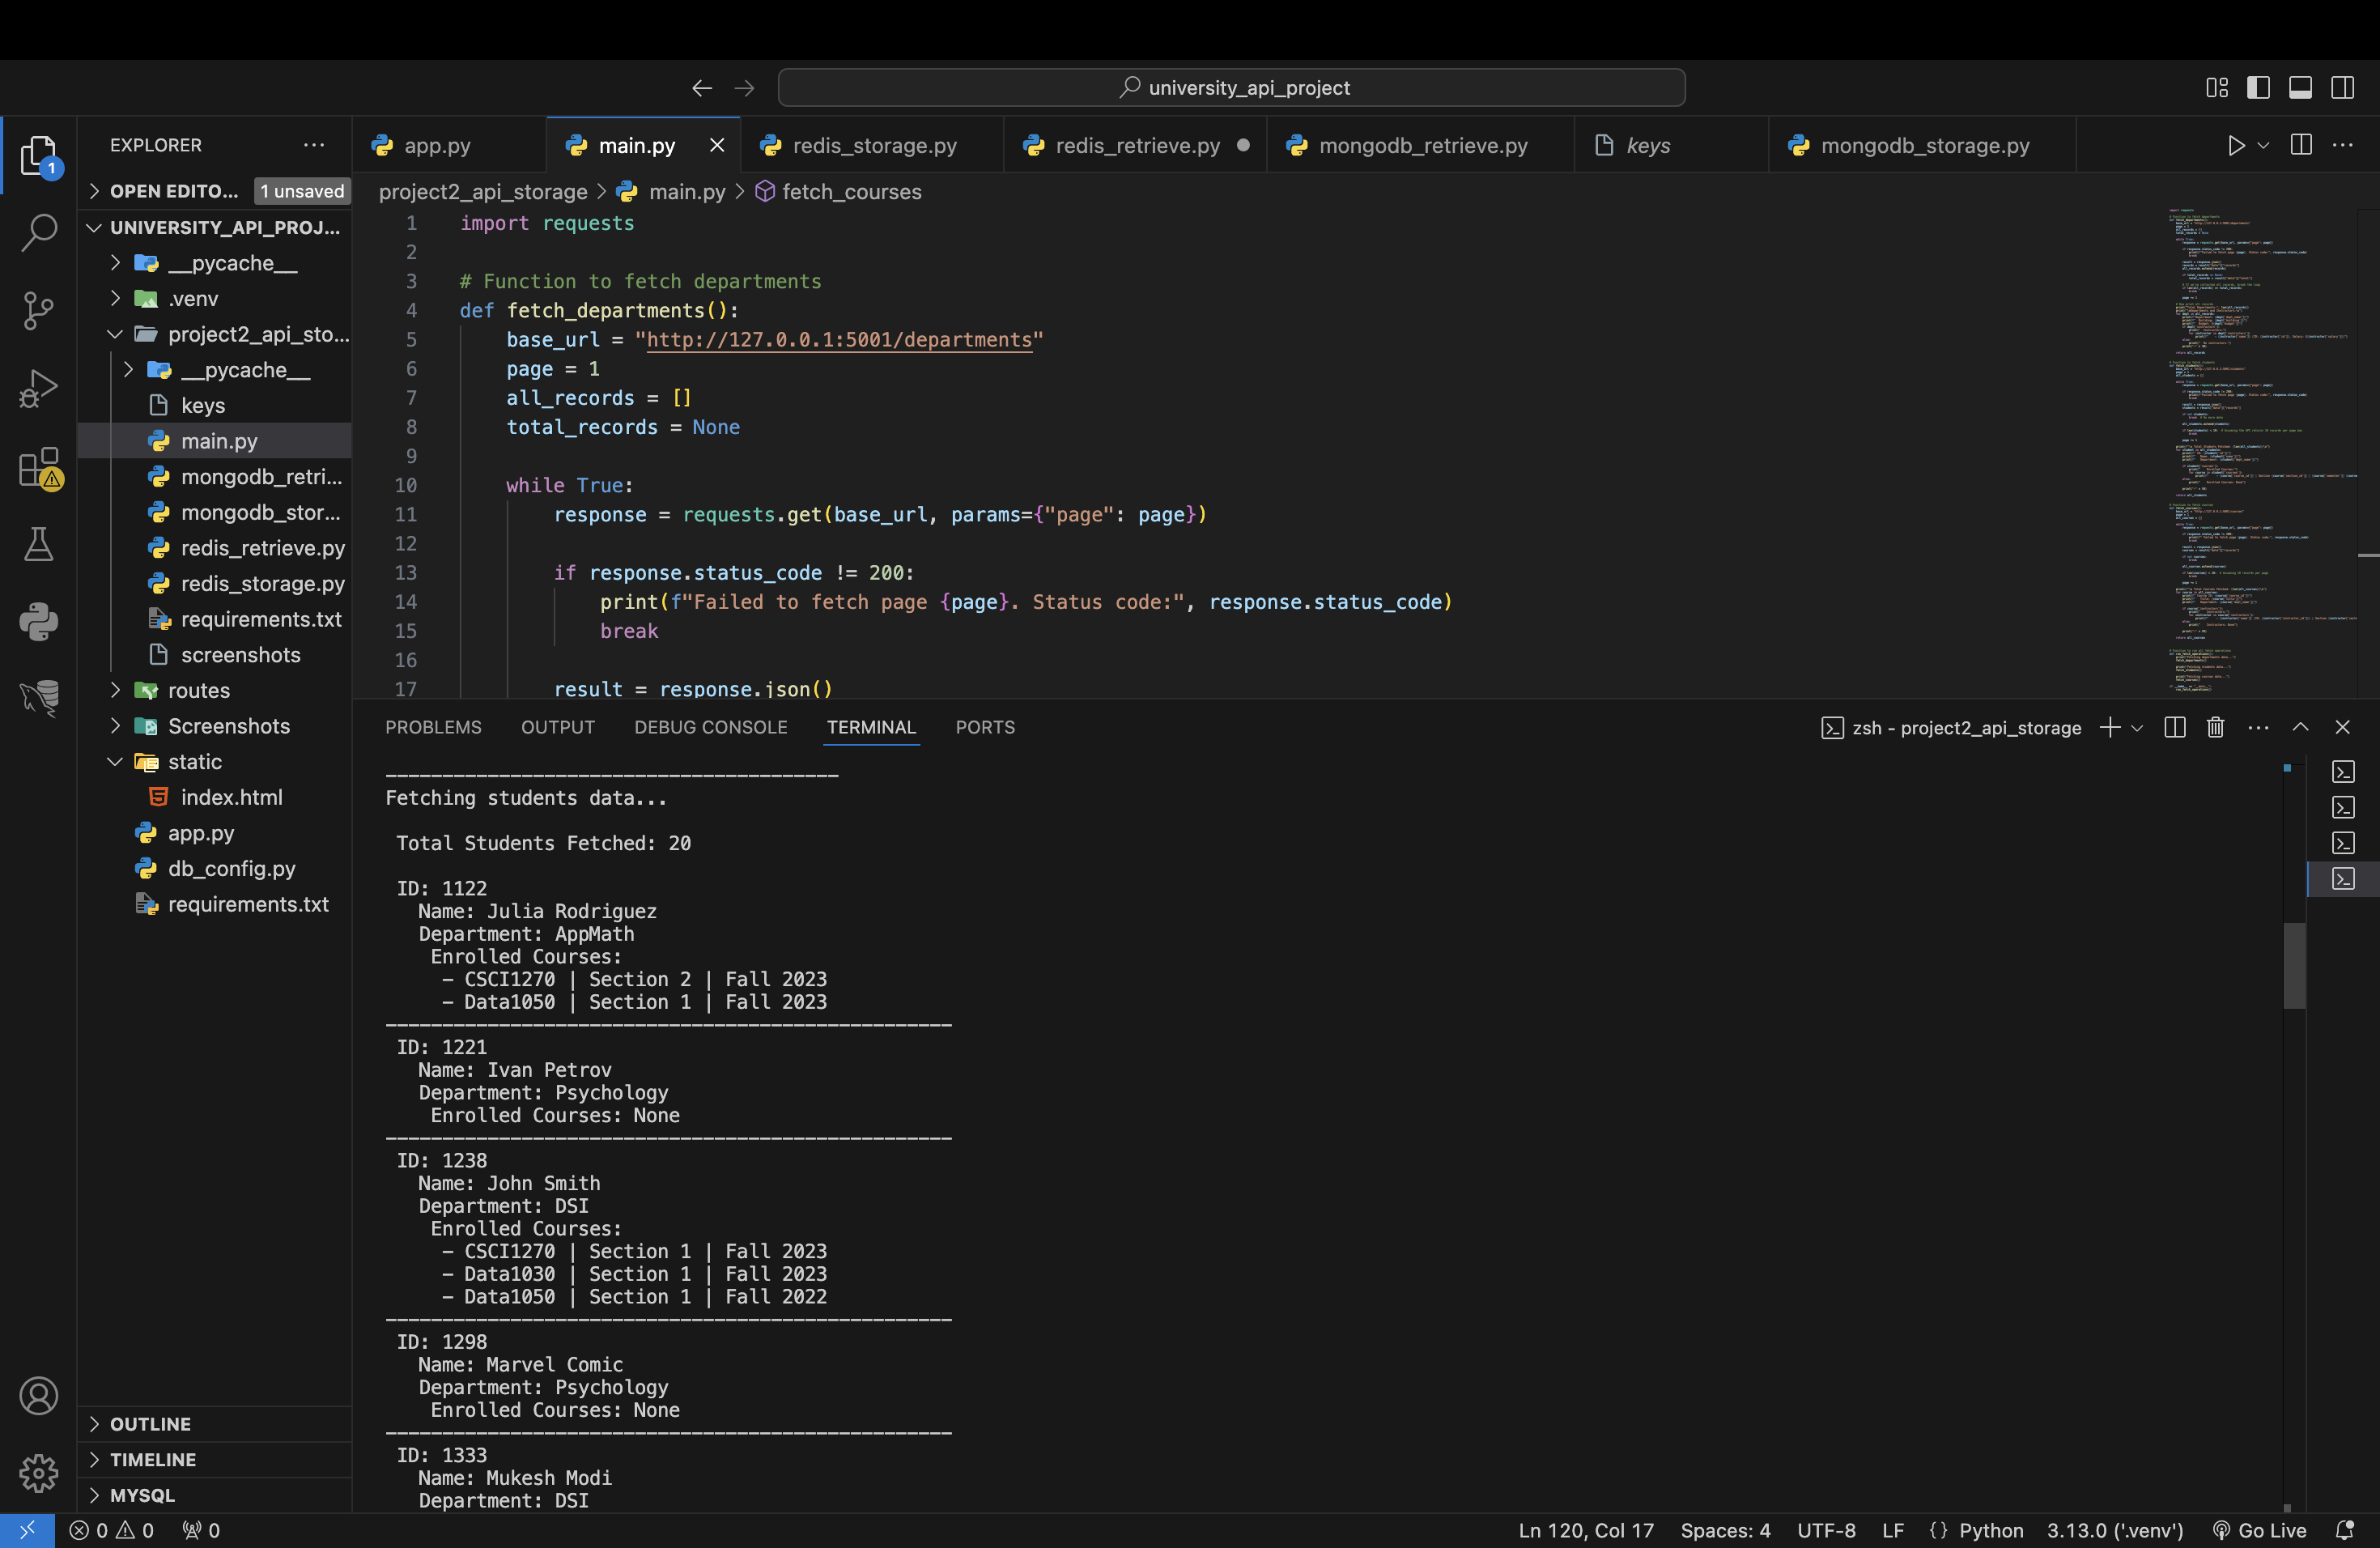 university_api_project
EXPLORER
app.py
main.py
redis_storage.py
redis_retrieve.py
mongodb_retrieve.py
keys
mongodb_storage.py
1
OPEN EDITO...
1 unsaved
project2_api_storage > main.py > fetch_courses
UNIVERSITY_API_PROJ...
__pycache__
.venv
project2_api_sto...
__pycache__
keys
main.py
mongodb_retri...
mongodb_stor...
redis_retrieve.py
redis_storage.py
requirements.txt
screenshots
routes
Screenshots
static
index.html
app.py
db_config.py
requirements.txt
OUTLINE
TIMELINE
MYSQL
1 import requests
2
3 # Function to fetch departments
4 def fetch_departments():
5 base_url = "http://127.0.0.1:5001/departments"
6 page = 1
7 all_records = []
8 total_records = None
9
10 while True:
11 response = requests.get(base_url, params={"page": page})
12
13 if response.status_code != 200:
14 print(f"Failed to fetch page {page}. Status code:", response.status_code)
15 break
16
17 result = response.json()
PROBLEMS OUTPUT DEBUG CONSOLE TERMINAL PORTS
zsh - project2_api_storage
----------------------------------------
Fetching students data...
Total Students Fetched: 20
ID: 1122
Name: Julia Rodriguez
Department: AppMath
Enrolled Courses:
- CSCI1270 | Section 2 | Fall 2023
- Data1050 | Section 1 | Fall 2023
--------------------------------------------------
ID: 1221
Name: Ivan Petrov
Department: Psychology
Enrolled Courses: None
--------------------------------------------------
ID: 1238
Name: John Smith
Department: DSI
Enrolled Courses:
- CSCI1270 | Section 1 | Fall 2023
- Data1030 | Section 1 | Fall 2023
- Data1050 | Section 1 | Fall 2022
--------------------------------------------------
ID: 1298
Name: Marvel Comic
Department: Psychology
Enrolled Courses: None
--------------------------------------------------
ID: 1333
Name: Mukesh Modi
Department: DSI
0 0 0
Ln 120, Col 17 Spaces: 4 UTF-8 LF {} Python 3.13.0 ('.venv') Go Live